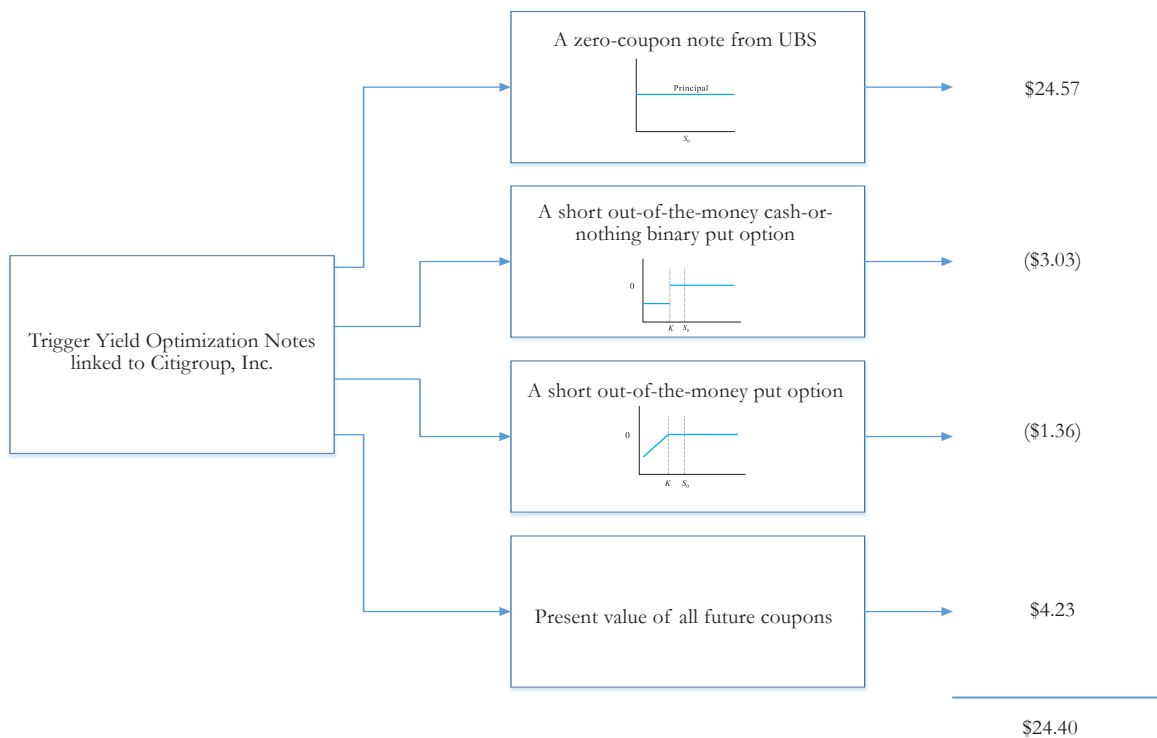 A zero-coupon note from UBS
Principal
S0
$24.57
A short out-of-the-money cash-or-
nothing binary put option
0
K S0
($3.03)
Trigger Yield Optimization Notes
linked to Citigroup, Inc.
A short out-of-the-money put option
0
K S0
($1.36)
Present value of all future coupons
$4.23
$24.40